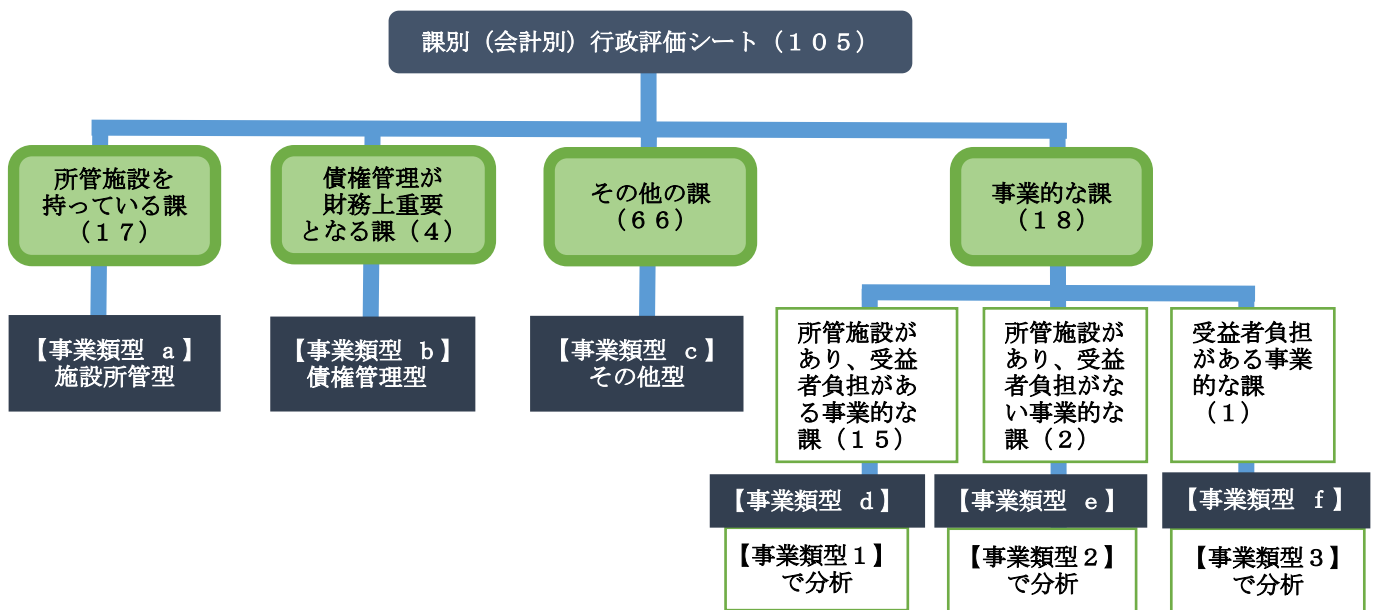 課別（会計別）行政評価シート（１０５）
所管施設を
持っている課
（１７）
債権管理が
財務上重要
となる課（４）
その他の課
（６６）
事業的な課
（１８）
【事業類型 ａ】
施設所管型
【事業類型 ｂ】
債権管理型
【事業類型 ｃ】
その他型
所管施設が
あり、受益
者負担があ
る事業的な
課（１５）
所管施設が
あり、受益
者負担がな
い事業的な
課（２）
受益者負担
がある事業
的な課
（１）
【事業類型 ｄ】
【事業類型 ｅ】
【事業類型 ｆ】
【事業類型１】
で分析
【事業類型２】
で分析
【事業類型３】
で分析